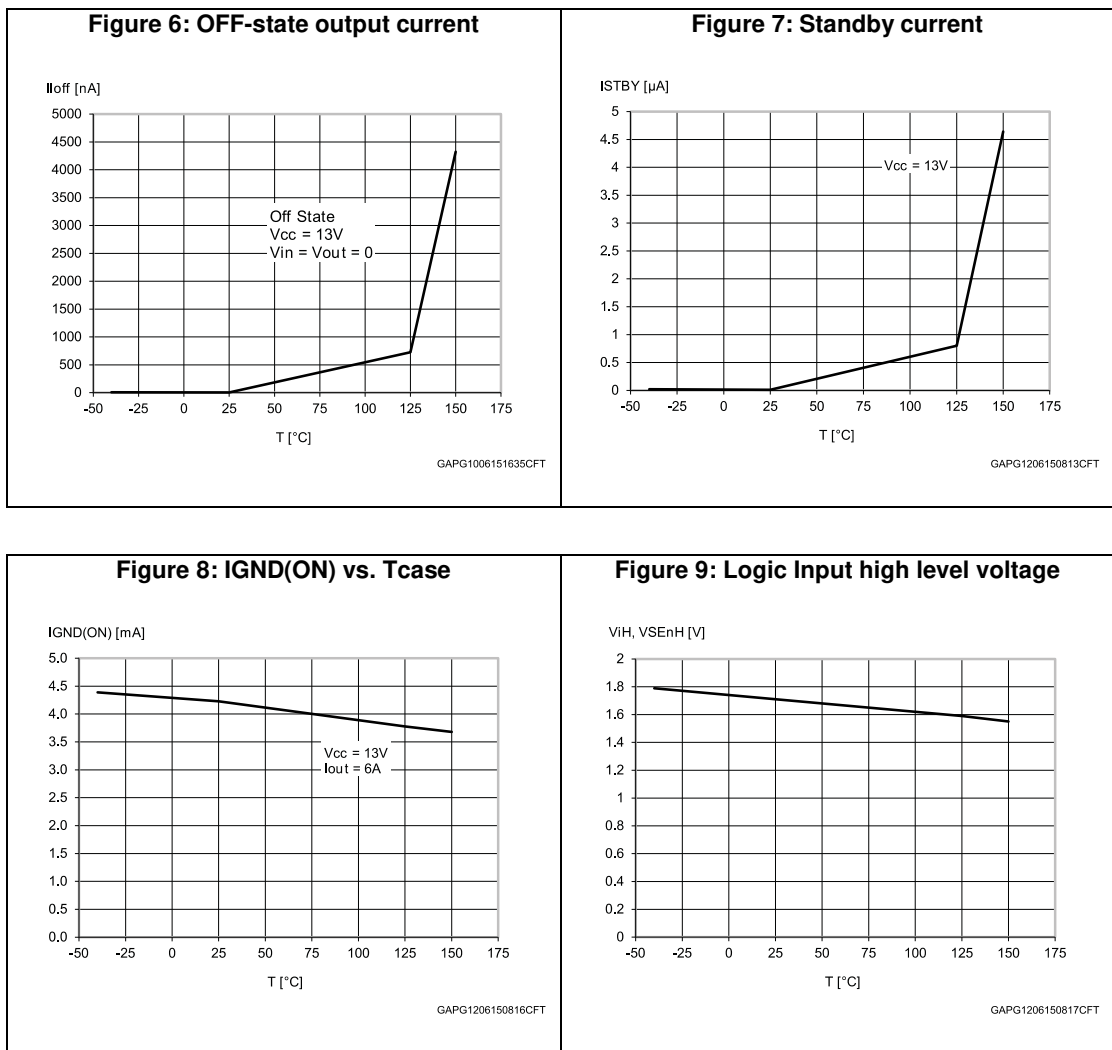 Figure 6: OFF-state output current
Iloff [nA]
5000
4500
4000
3500
3000
2500
2000
1500
1000
500
0
Off State
Vcc = 13V
Vin = Vout = 0
-50 -25 0 25 50 75 100 125 150 175
T [°C]
GAPG1006151635CFT
Figure 7: Standby current
ISTBY [µA]
5
4.5
4
3.5
3
2.5
2
1.5
1
0.5
0
Vcc = 13V
-50 -25 0 25 50 75 100 125 150 175
T [°C]
GAPG1206150813CFT
Figure 8: IGND(ON) vs. Tcase
IGND(ON) [mA]
5.0
4.5
4.0
3.5
3.0
2.5
2.0
1.5
1.0
0.5
0.0
Vcc = 13V
Iout = 6A
-50 -25 0 25 50 75 100 125 150 175
T [°C]
GAPG1206150816CFT
Figure 9: Logic Input high level voltage
ViH, VSEnH [V]
2
1.8
1.6
1.4
1.2
1
0.8
0.6
0.4
0.2
0
-50 -25 0 25 50 75 100 125 150 175
T [°C]
GAPG1206150817CFT